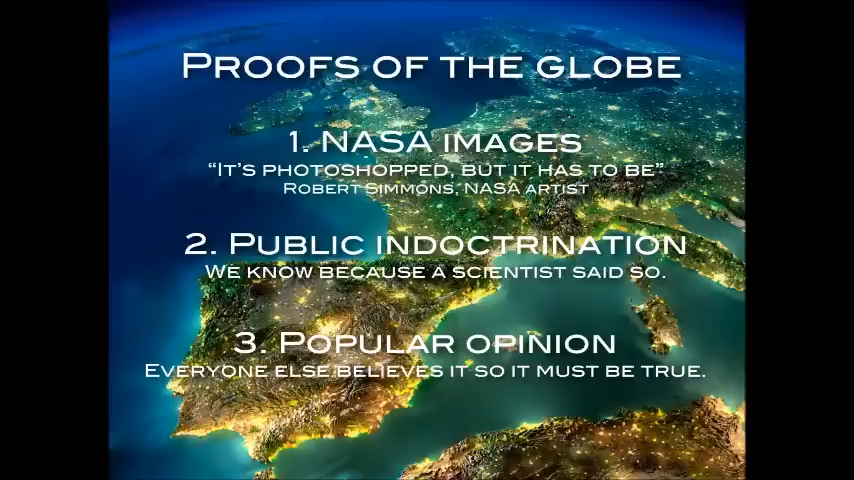 Proofs of the globe
1. NASA images
“It's photoshopped, but it has to be”
Robert Simmons, NASA artist
2. Public indoctrination
We know because a scientist said so.
3. Popular opinion
Everyone else believes it so it must be true.